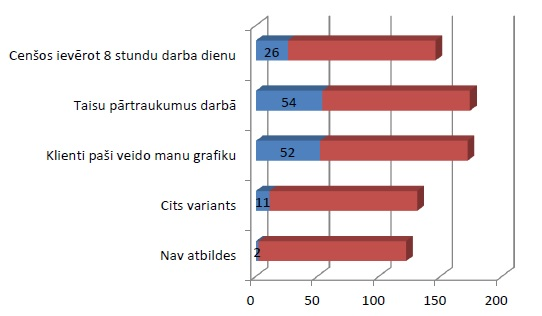 Cenšos ievērot 8 stundu darba dienu
26
Taisu pārtraukumus darbā
54
Klienti paši veido manu grafiku
52
Cits variants
11
Nav atbildes
2
0 50 100 150 200